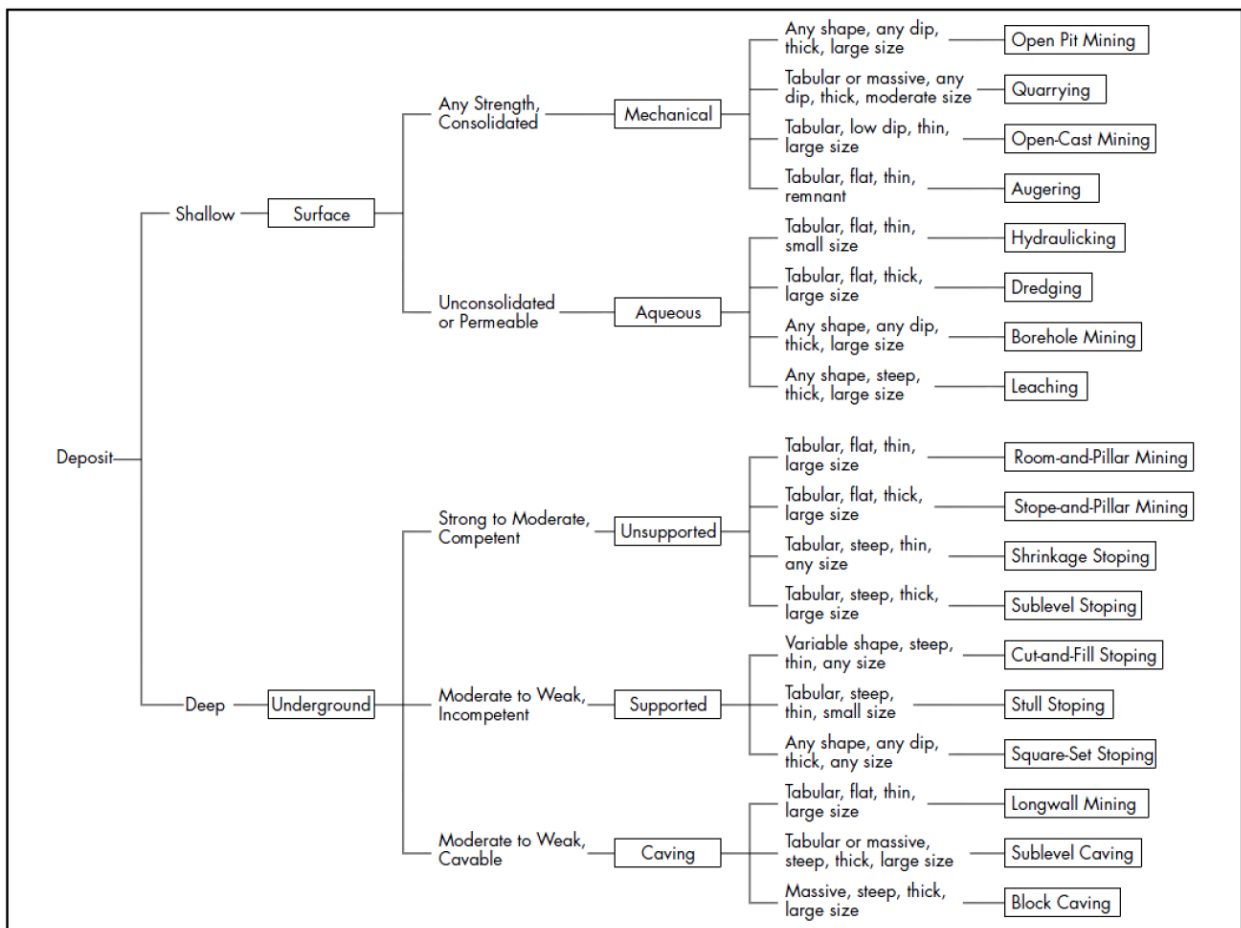 Any shape, any dip,
thick, large size
Open Pit Mining
Tabular or massive, any
dip, thick, moderate size
Quarrying
Any Strength,
Consolidated
Mechanical
Tabular, low dip, thin,
large size
Open-Cast Mining
Tabular, flat, thin,
remnant
Augering
Shallow
Surface
Tabular, flat, thin,
small size
Hydraulicking
Unconsolidated
or Permeable
Aqueous
Tabular, flat, thick,
large size
Dredging
Any shape, any dip,
thick, large size
Borehole Mining
Any shape, steep,
thick, large size
Leaching
Deposit
Tabular, flat, thin,
large size
Room-and-Pillar Mining
Strong to Moderate,
Competent
Unsupported
Tabular, flat, thick,
large size
Stope-and-Pillar Mining
Tabular, steep, thin,
any size
Shrinkage Stoping
Tabular, steep, thick,
large size
Sublevel Stoping
Deep
Underground
Moderate to Weak,
Incompetent
Supported
Variable shape, steep,
thin, any size
Cut-and-Fill Stoping
Tabular, steep,
thin, small size
Stull Stoping
Any shape, any dip,
thick, any size
Square-Set Stoping
Moderate to Weak,
Cavable
Caving
Tabular, flat, thin,
large size
Longwall Mining
Tabular or massive,
steep, thick, large size
Sublevel Caving
Massive, steep, thick,
large size
Block Caving